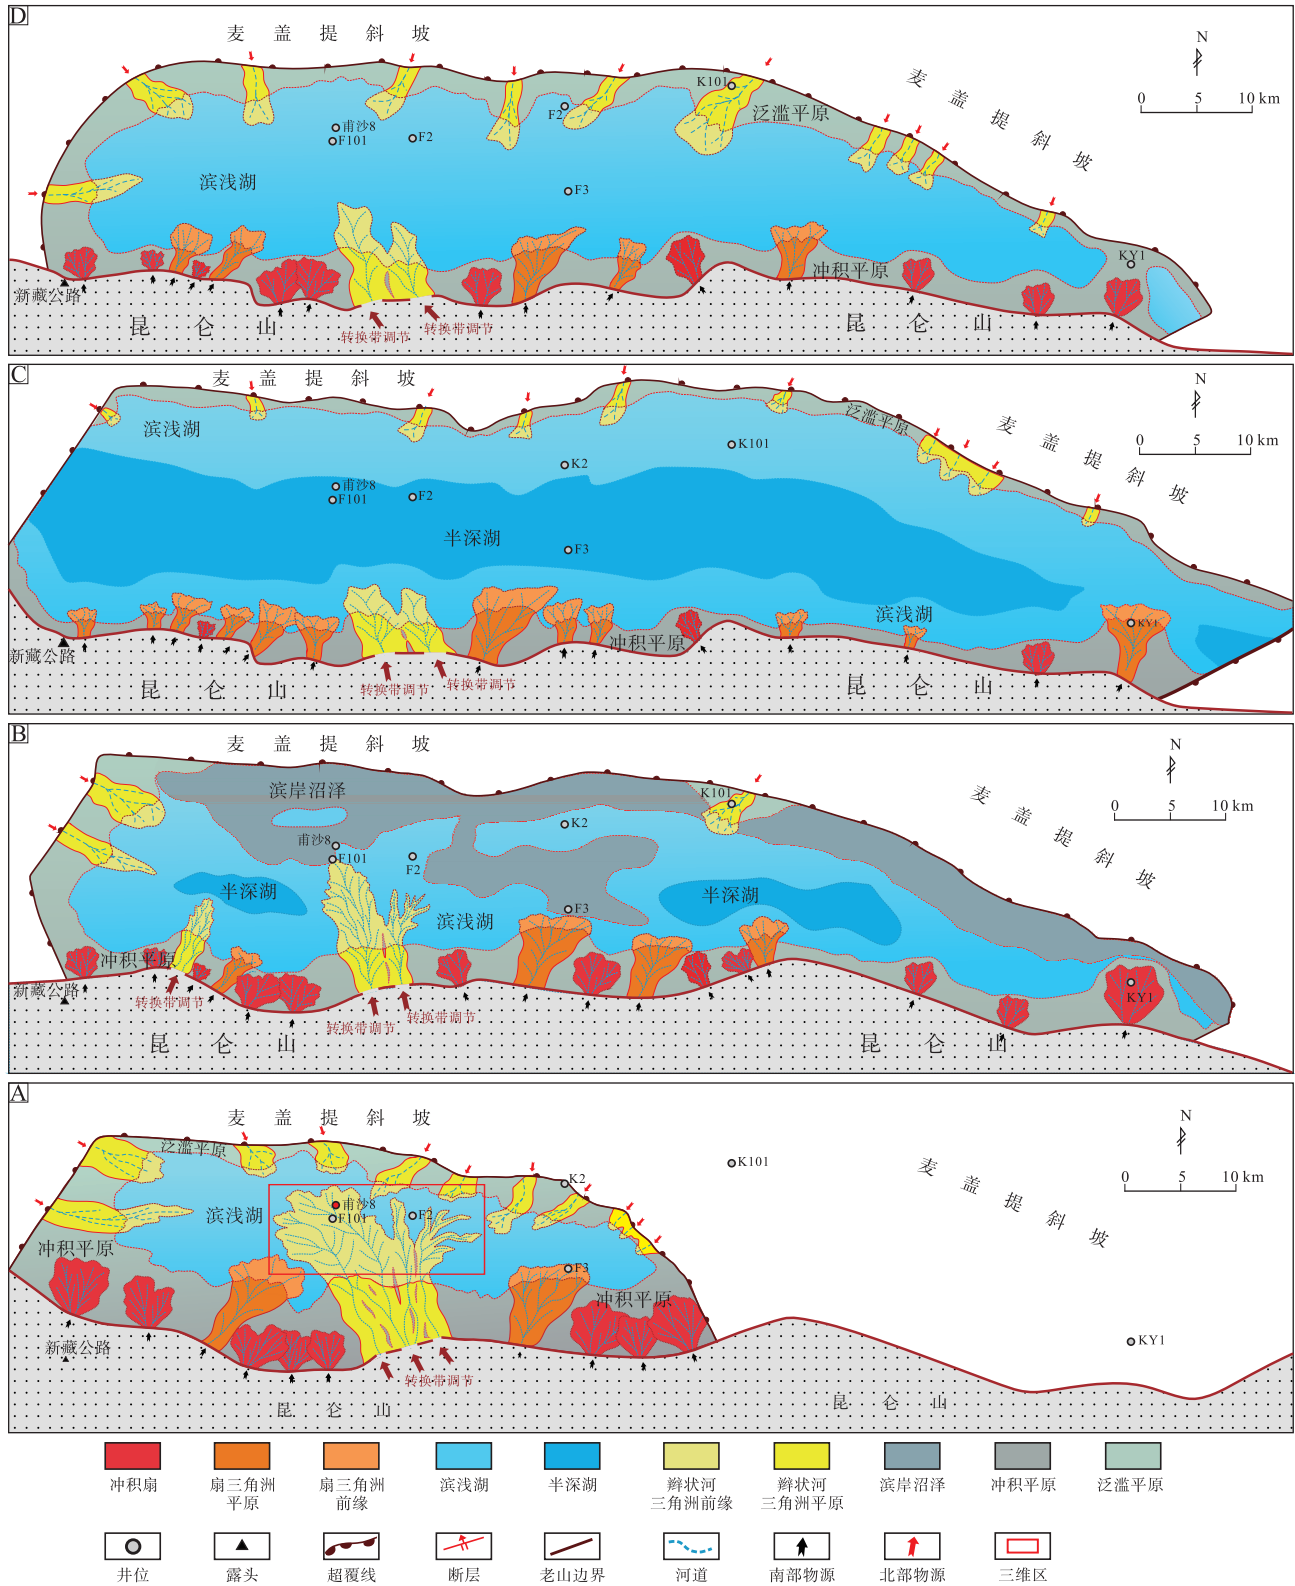 D
麦 盖 提 斜 坡
N
0 5 10 km
K101
F2
麦 盖 提 斜 坡
泛滥平原
甫沙8
F101
F2
滨浅湖
F3
KY1
冲积平原
新藏公路
昆 仑 山
转换带调节
转换带调节
昆 仑 山
C
麦 盖 提 斜 坡
N
0 5 10 km
泛滥平原
滨浅湖
K101
麦 盖 提 斜 坡
K2
甫沙8
F101
F2
半深湖
F3
滨浅湖
KY1
冲积平原
新藏公路
昆 仑 山
转换带调节
转换带调节
昆 仑 山
B
麦 盖 提 斜 坡
N
0 5 10 km
滨岸沼泽
K101
麦 盖 提 斜 坡
K2
甫沙8
F101
F2
半深湖
半深湖
滨浅湖
F3
冲积平原
新藏公路
转换带调节
KY1
转换带调节
转换带调节
昆 仑 山
昆 仑 山
A
麦 盖 提 斜 坡
N
0 5 10 km
泛滥平原
K101
K2
麦 盖 提 斜 坡
甫沙8
F101
F2
滨浅湖
冲积平原
F3
冲积平原
新藏公路
KY1
转换带调节
昆 仑 山
昆 仑 山
冲积扇
扇三角洲
平原
扇三角洲
前缘
滨浅湖
半深湖
辫状河
三角洲前缘
辫状河
三角洲平原
滨岸沼泽
冲积平原
泛滥平原
井位
露头
超覆线
断层
老山边界
河道
南部物源
北部物源
三维区